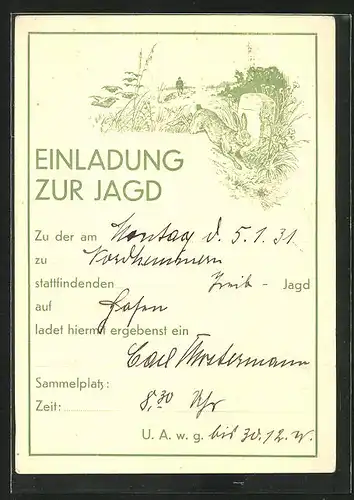 EINLADUNG
ZUR JAGD
Zu der am Montag d. 5.1.31.
zu Nordhemmern
stattfindenden Treib - Jagd
auf Hasen
ladet hiermit ergebenst ein
Carl
Sammelplatz:
Zeit: 8,30 Uhr
U. A. w. g. bis 30.12.